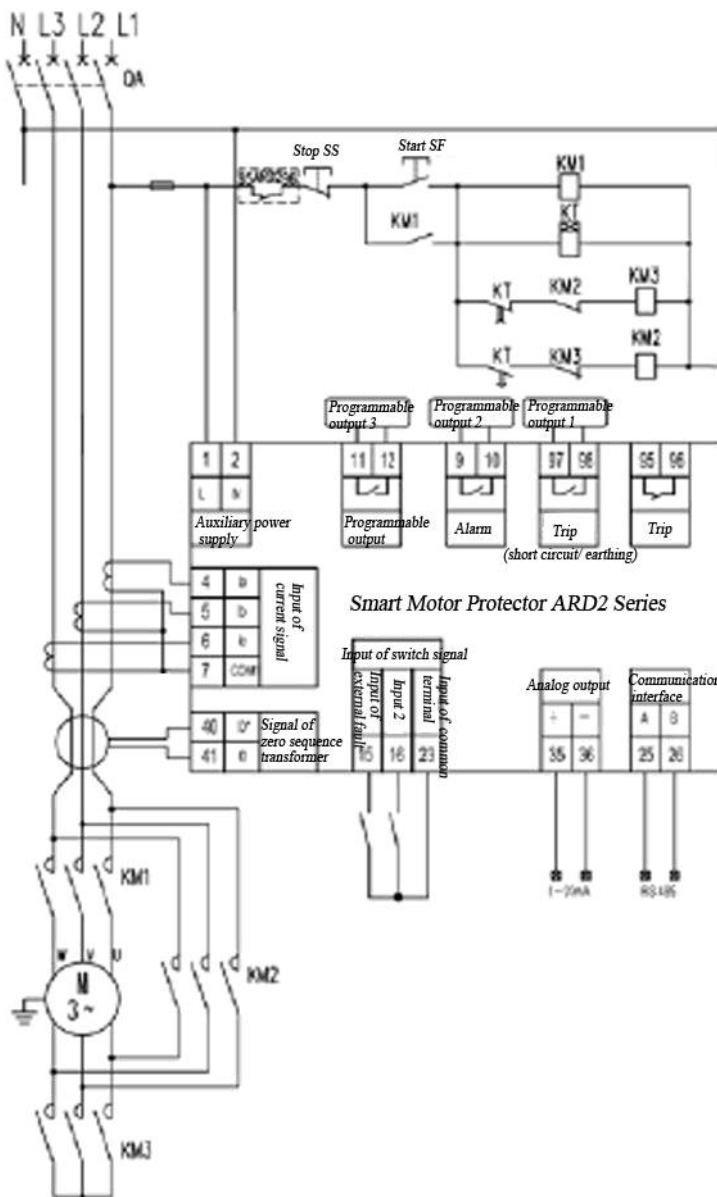 N L3 L2 L1
QA
Stop SS
Start SF
KM1
KT
KM1
KT
KM2
KM3
KT
KM3
KM2
Programmable
output 3
Programmable
output 2
Programmable
output 1
1 2
11 12
9 10
97 98
95 96
L N
Auxiliary power
supply
Programmable
output
Alarm
Trip
(short circuit/ earthing)
Trip
4
5
6
7 COM
Input of
current signal
Smart Motor Protector ARD2 Series
40
41
Signal of
zero sequence
transformer
Input of switch signal
Input of
external fault
Input 2
Input of common
terminal
15 16 23
Analog output
+ −
35 36
Communication
interface
A B
25 26
RS485
KM1
W V U
M
3 ~
KM2
KM3